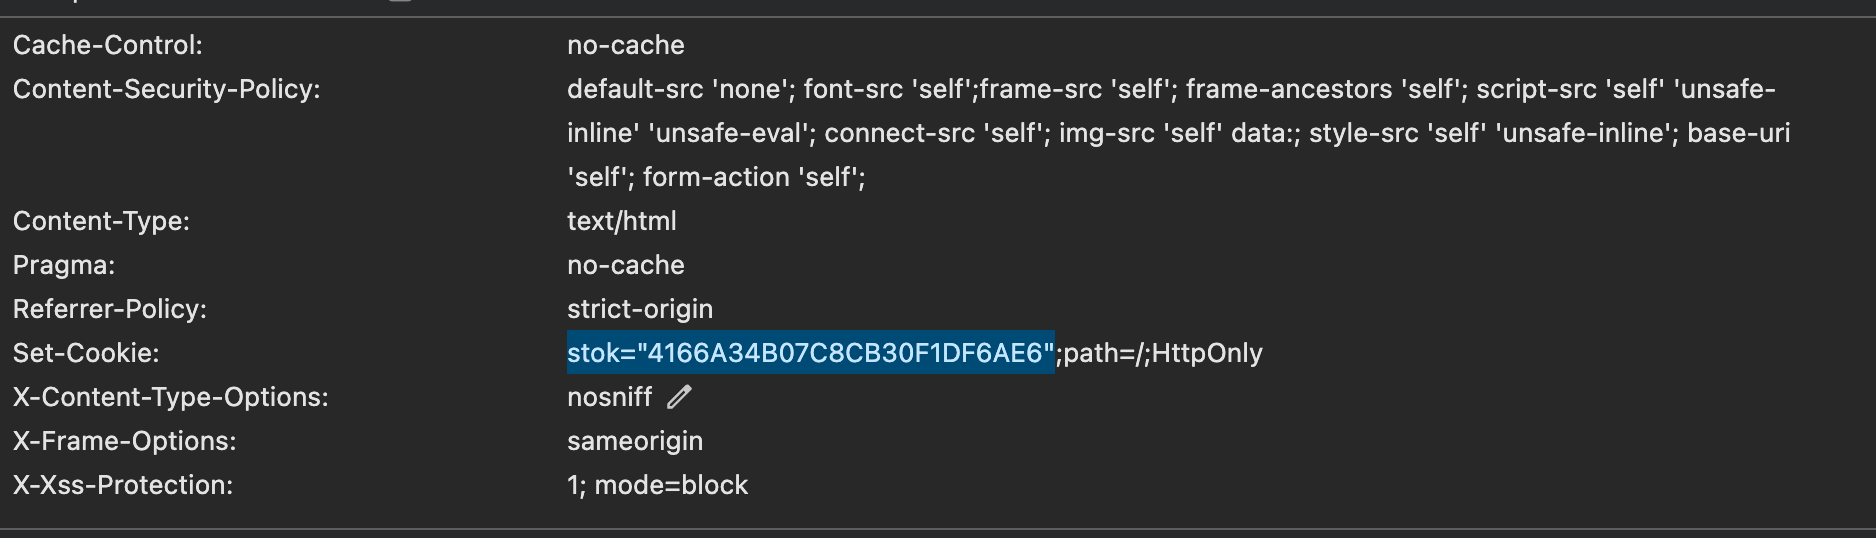 Cache-Control: no-cache
Content-Security-Policy: default-src 'none'; font-src 'self';frame-src 'self'; frame-ancestors 'self'; script-src 'self' 'unsafe-
inline' 'unsafe-eval'; connect-src 'self'; img-src 'self' data:; style-src 'self' 'unsafe-inline'; base-uri
'self'; form-action 'self';
Content-Type: text/html
Pragma: no-cache
Referrer-Policy: strict-origin
Set-Cookie: stok="4166A34B07C8CB30F1DF6AE6";path=/;HttpOnly
X-Content-Type-Options: nosniff
X-Frame-Options: sameorigin
X-Xss-Protection: 1; mode=block